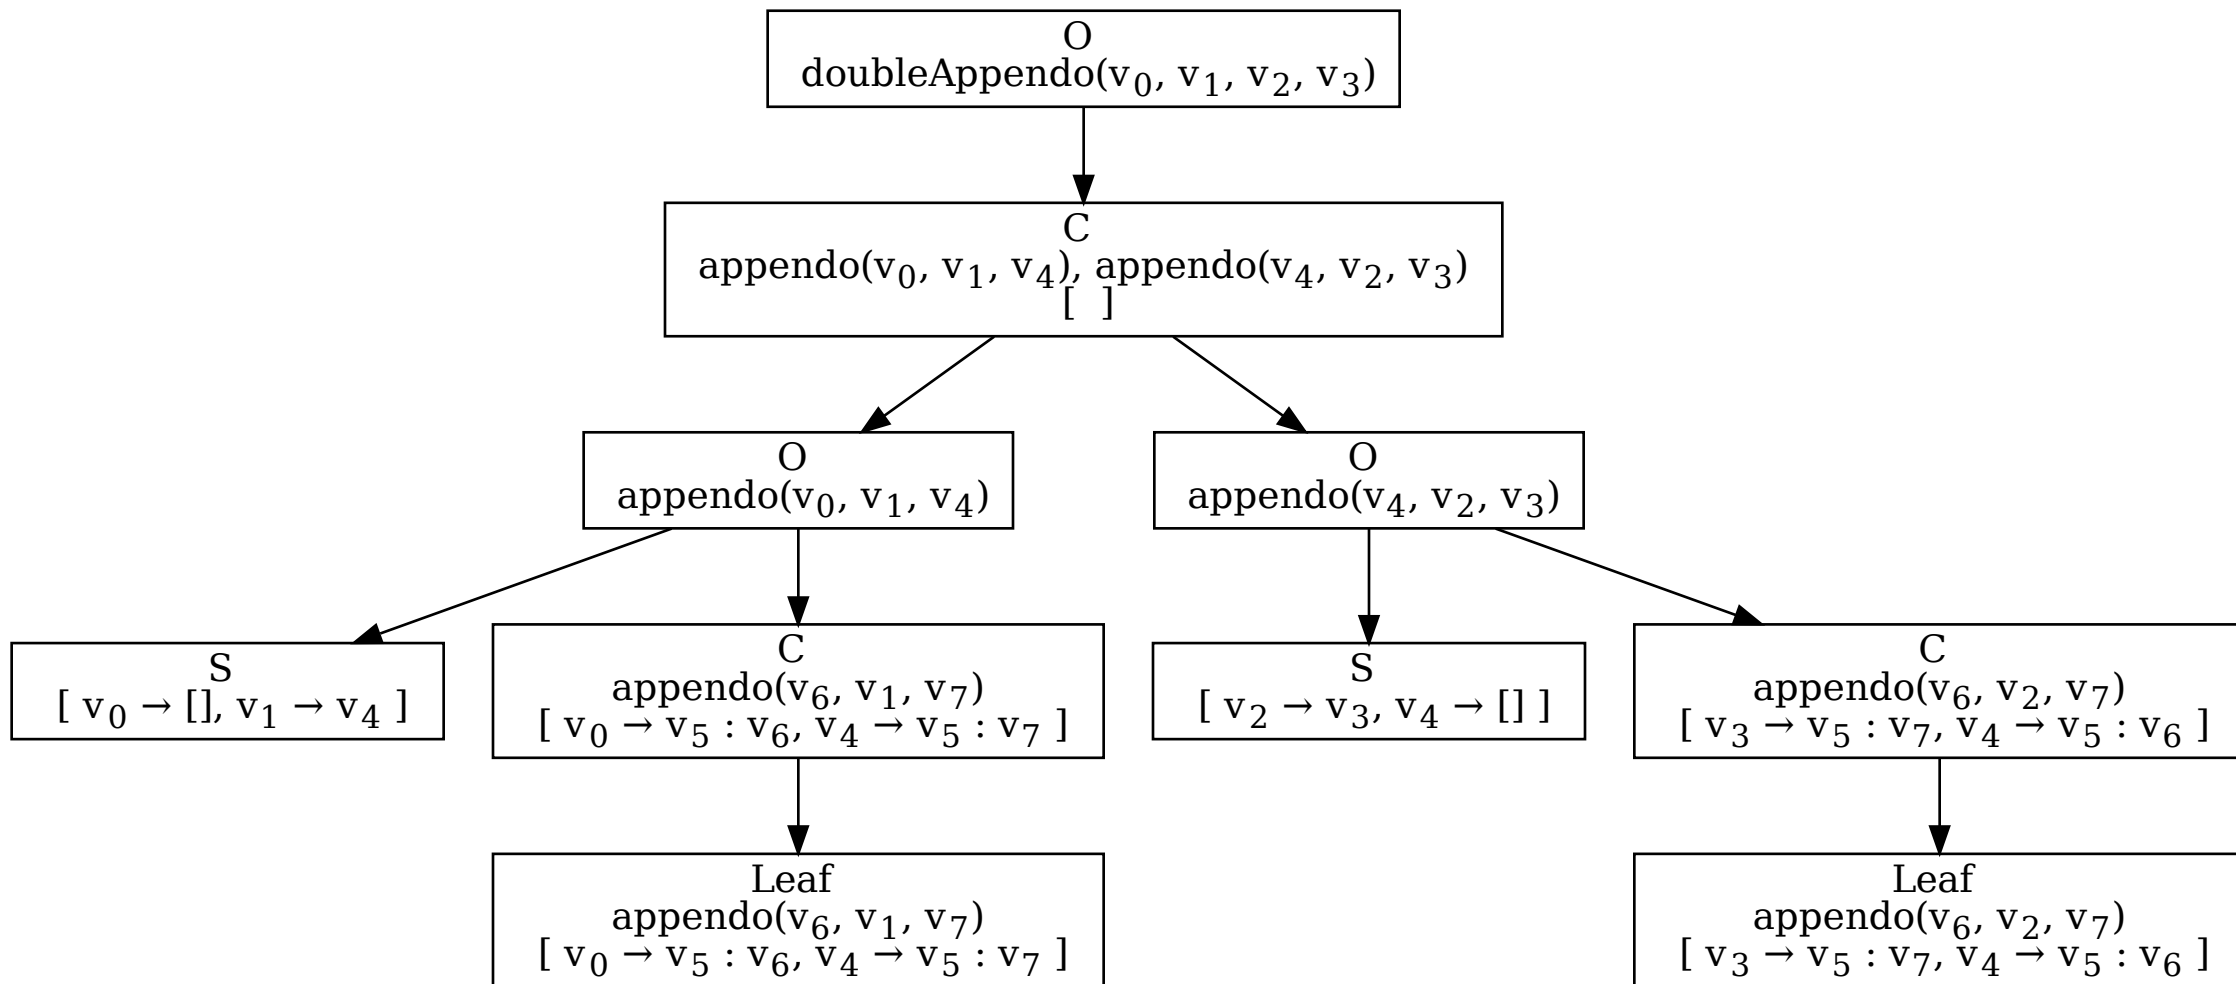 O
doubleAppendo(v₀, v₁, v₂, v₃)
C
appendo(v₀, v₁, v₄), appendo(v₄, v₂, v₃)
[ ]
O
appendo(v₀, v₁, v₄)
O
appendo(v₄, v₂, v₃)
S
[ v₀ → [], v₁ → v₄ ]
C
appendo(v₆, v₁, v₇)
[ v₀ → v₅ : v₆, v₄ → v₅ : v₇ ]
S
[ v₂ → v₃, v₄ → [] ]
C
appendo(v₆, v₂, v₇)
[ v₃ → v₅ : v₇, v₄ → v₅ : v₆ ]
Leaf
appendo(v₆, v₁, v₇)
[ v₀ → v₅ : v₆, v₄ → v₅ : v₇ ]
Leaf
appendo(v₆, v₂, v₇)
[ v₃ → v₅ : v₇, v₄ → v₅ : v₆ ]